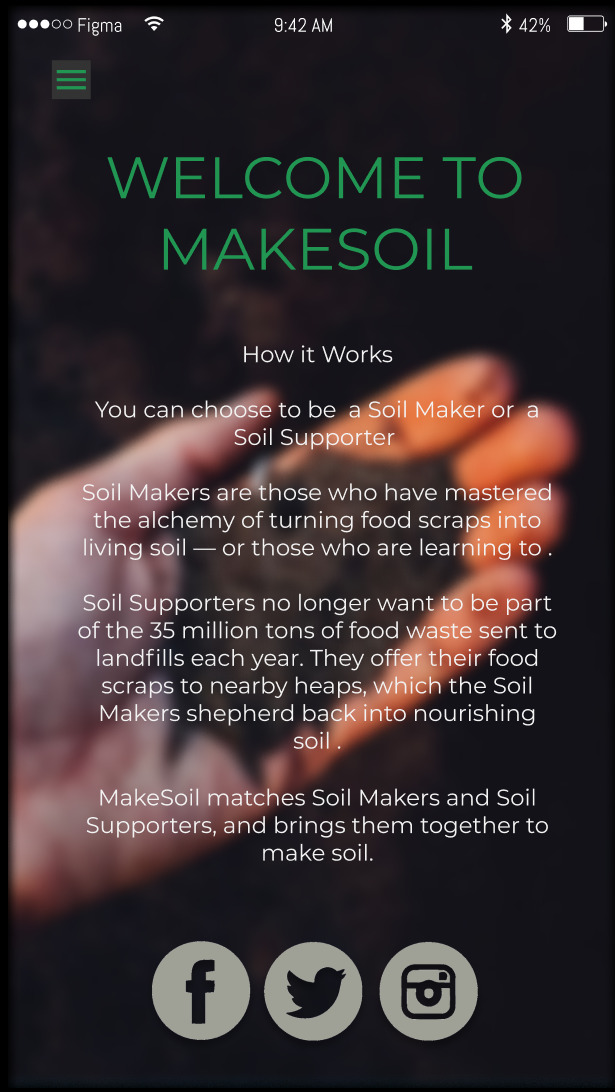 Figma 9:42 AM 42%
WELCOME TO
MAKESOIL
How it Works
You can choose to be  a Soil Maker or  a
Soil Supporter
Soil Makers are those who have mastered
the alchemy of turning food scraps into
living soil — or those who are learning to .
Soil Supporters no longer want to be part
of the 35 million tons of food waste sent to
landfills each year. They offer their food
scraps to nearby heaps, which the Soil
Makers shepherd back into nourishing
soil .
MakeSoil matches Soil Makers and Soil
Supporters, and brings them together to
make soil.